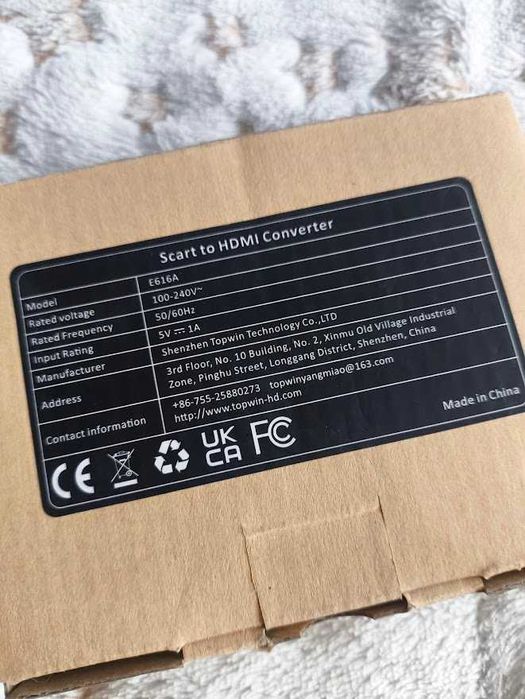 Scart to HDMI Converter
Model E616A
Rated voltage 100-240V~
Rated Frequency 50/60Hz
Input Rating 5V⎓1A
Manufacturer Shenzhen Topwin Technology Co.,LTD
Address 3rd Floor, No. 10 Building, No. 2, Xinmu Old Village Industrial
Zone, Pinghu Street, Longgang District, Shenzhen, China
Contact information +86-755-25880273 topwinyangmiao@163.com
http://www.topwin-hd.com
Made in China
CE UK
CA FC